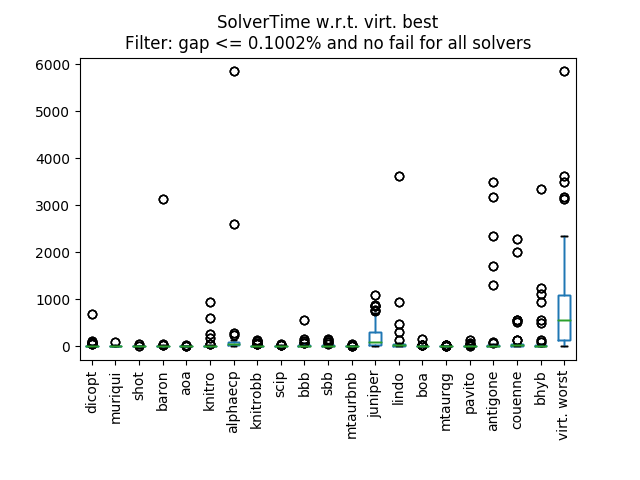 SolverTime w.r.t. virt. best
Filter: gap <= 0.1002% and no fail for all solvers
6000
5000
4000
3000
2000
1000
0
dicopt
muriqui
shot
baron
aoa
knitro
alphaecp
knitrobb
scip
bbb
sbb
mtaurbnb
juniper
lindo
boa
mtaurqg
pavito
antigone
couenne
bhyb
virt. worst